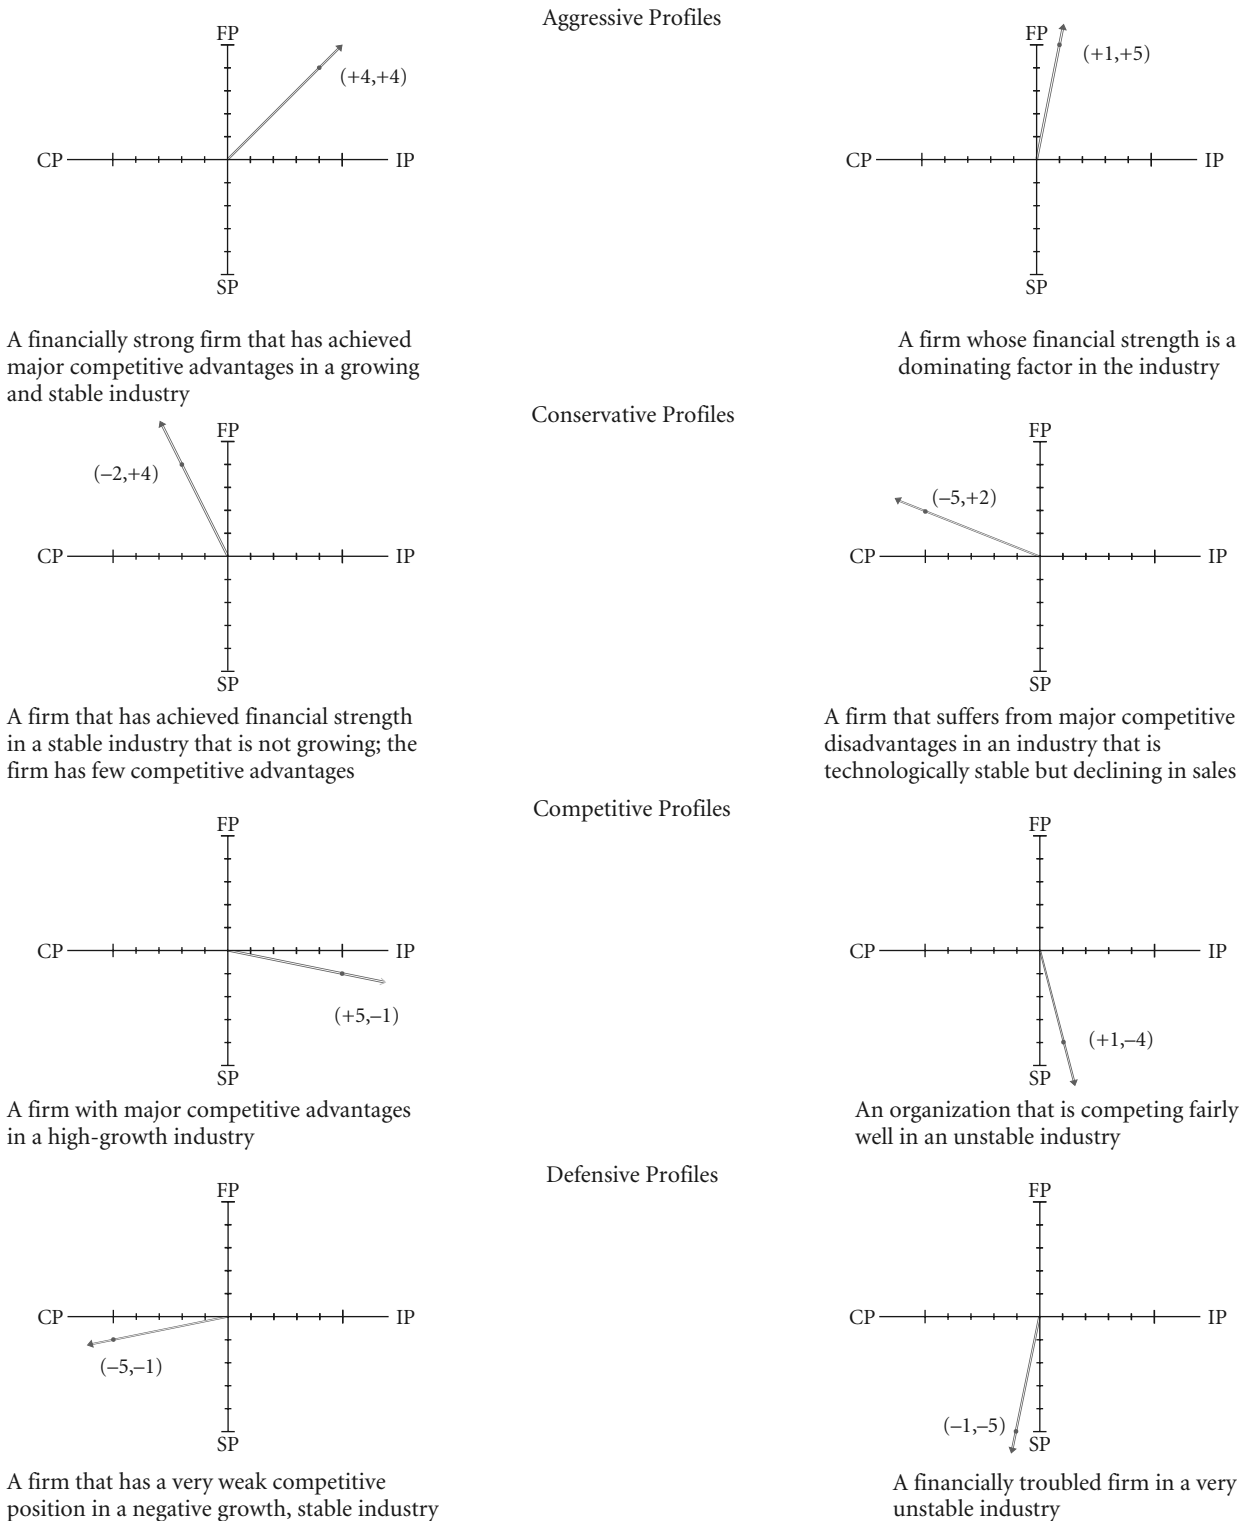 Aggressive Profiles
FP
(+4,+4)
CP
IP
SP
A financially strong firm that has achieved
major competitive advantages in a growing
and stable industry
FP
(+1,+5)
CP
IP
SP
A firm whose financial strength is a
dominating factor in the industry
Conservative Profiles
FP
(–2,+4)
CP
IP
SP
A firm that has achieved financial strength
in a stable industry that is not growing; the
firm has few competitive advantages
FP
(–5,+2)
CP
IP
SP
A firm that suffers from major competitive
disadvantages in an industry that is
technologically stable but declining in sales
Competitive Profiles
FP
CP
IP
(+5,–1)
SP
A firm with major competitive advantages
in a high-growth industry
FP
CP
IP
(+1,–4)
SP
An organization that is competing fairly
well in an unstable industry
Defensive Profiles
FP
CP
IP
(–5,–1)
SP
A firm that has a very weak competitive
position in a negative growth, stable industry
FP
CP
IP
(–1,–5)
SP
A financially troubled firm in a very
unstable industry